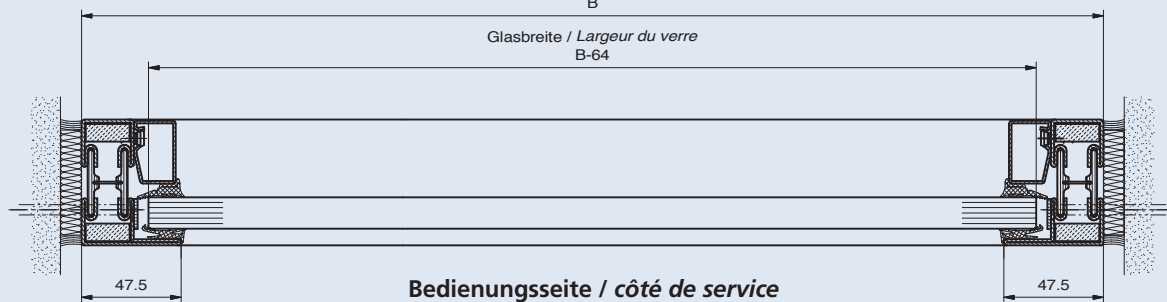 B
Glasbreite / Largeur du verre
B-64
47.5
Bedienungsseite / côté de service
47.5